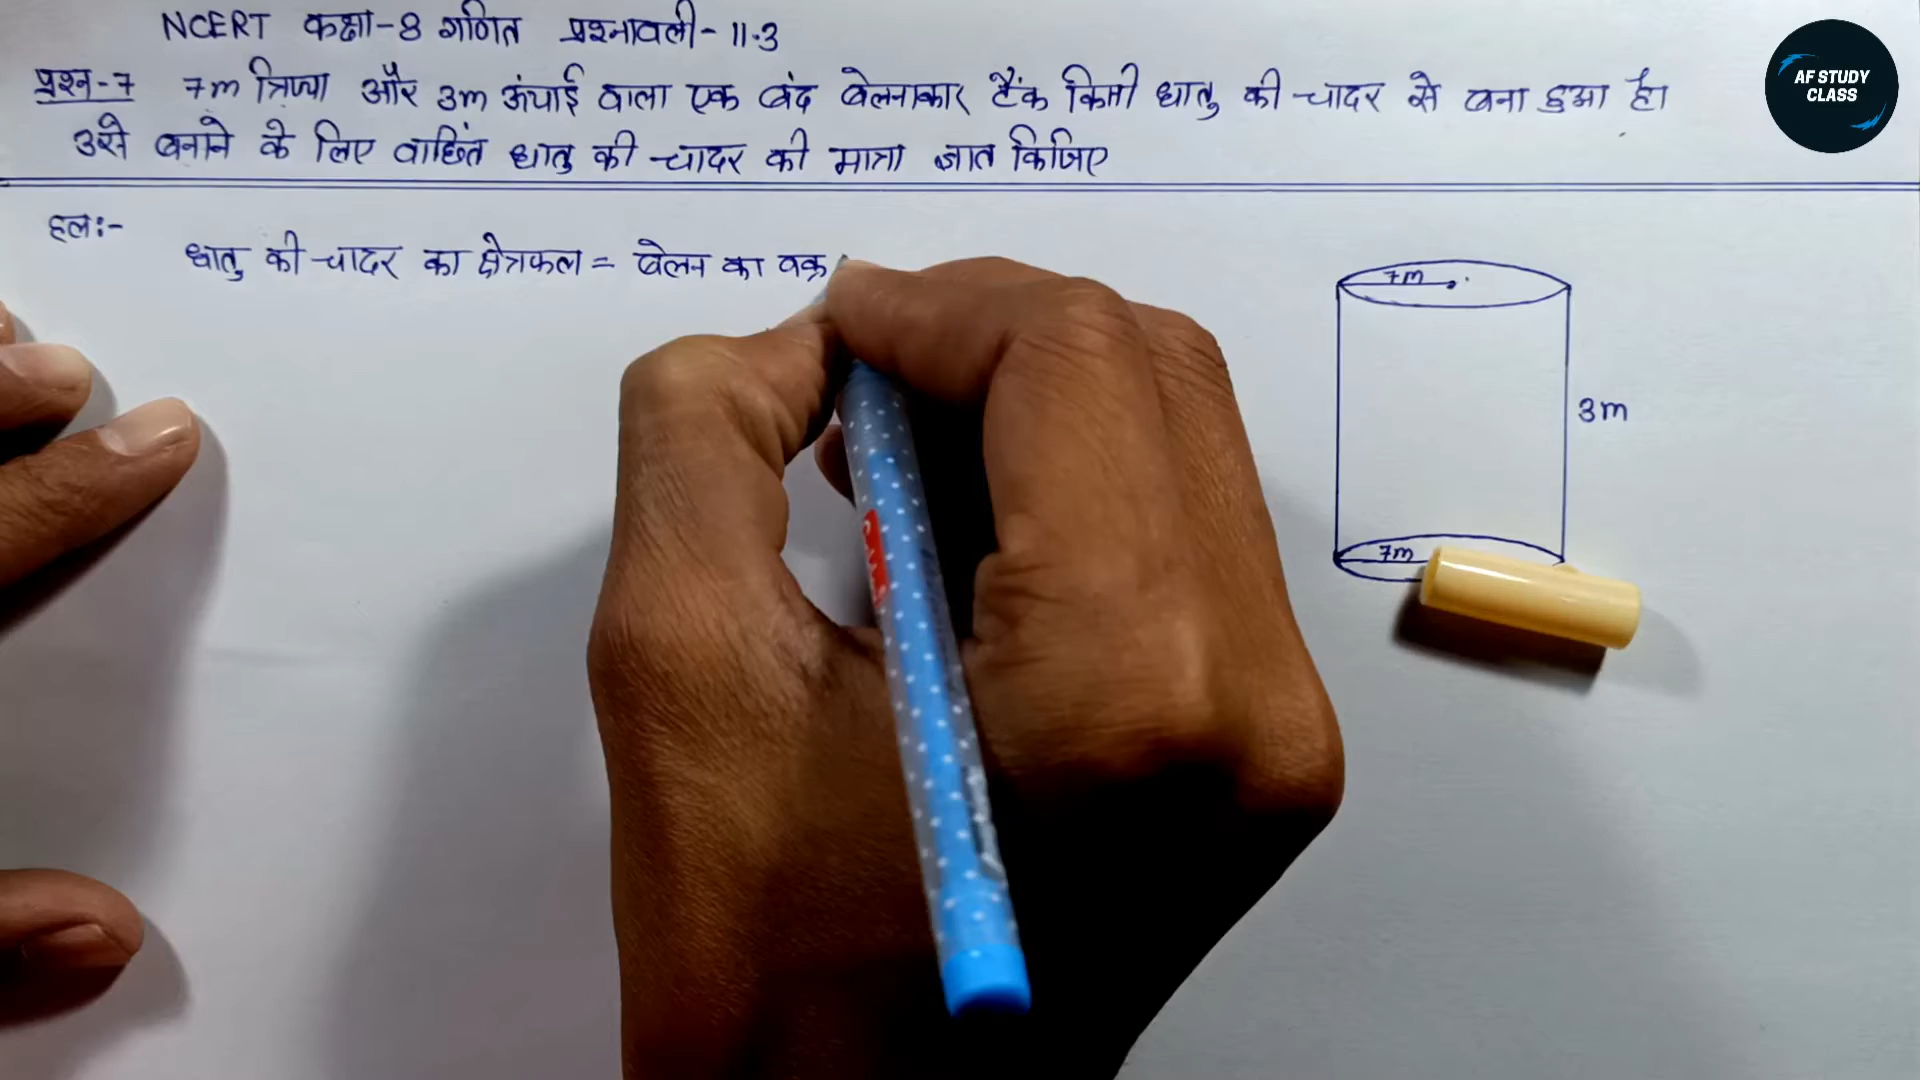 NCERT कक्षा-8 गणित प्रश्नावली-11.3
प्रश्न-7 7m त्रिज्या और 3m ऊंचाई वाला एक बंद बेलनाकार टैंक किसी धातु की चादर से बना हुआ है।
उसे बनाने के लिए वाछिंत धातु की चादर की मात्रा ज्ञात किजिए
हलः-
धातु की चादर का क्षेत्रफल = बेलन का वक्र
7m
3m
7m
AF STUDY
CLASS